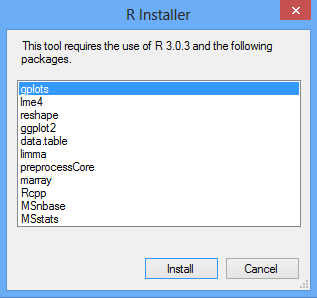 R Installer
This tool requires the use of R 3.0.3 and the following
packages.
gplots
lme4
reshape
ggplot2
data.table
limma
preprocessCore
marray
Rcpp
MSnbase
MSstats
Install Cancel